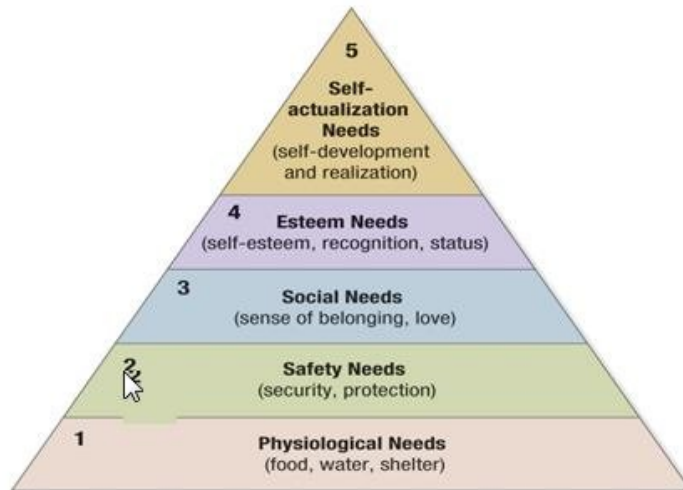 5
Self-
actualization
Needs
(self-development
and realization)
4
Esteem Needs
(self-esteem, recognition, status)
3
Social Needs
(sense of belonging, love)
2
Safety Needs
(security, protection)
1
Physiological Needs
(food, water, shelter)